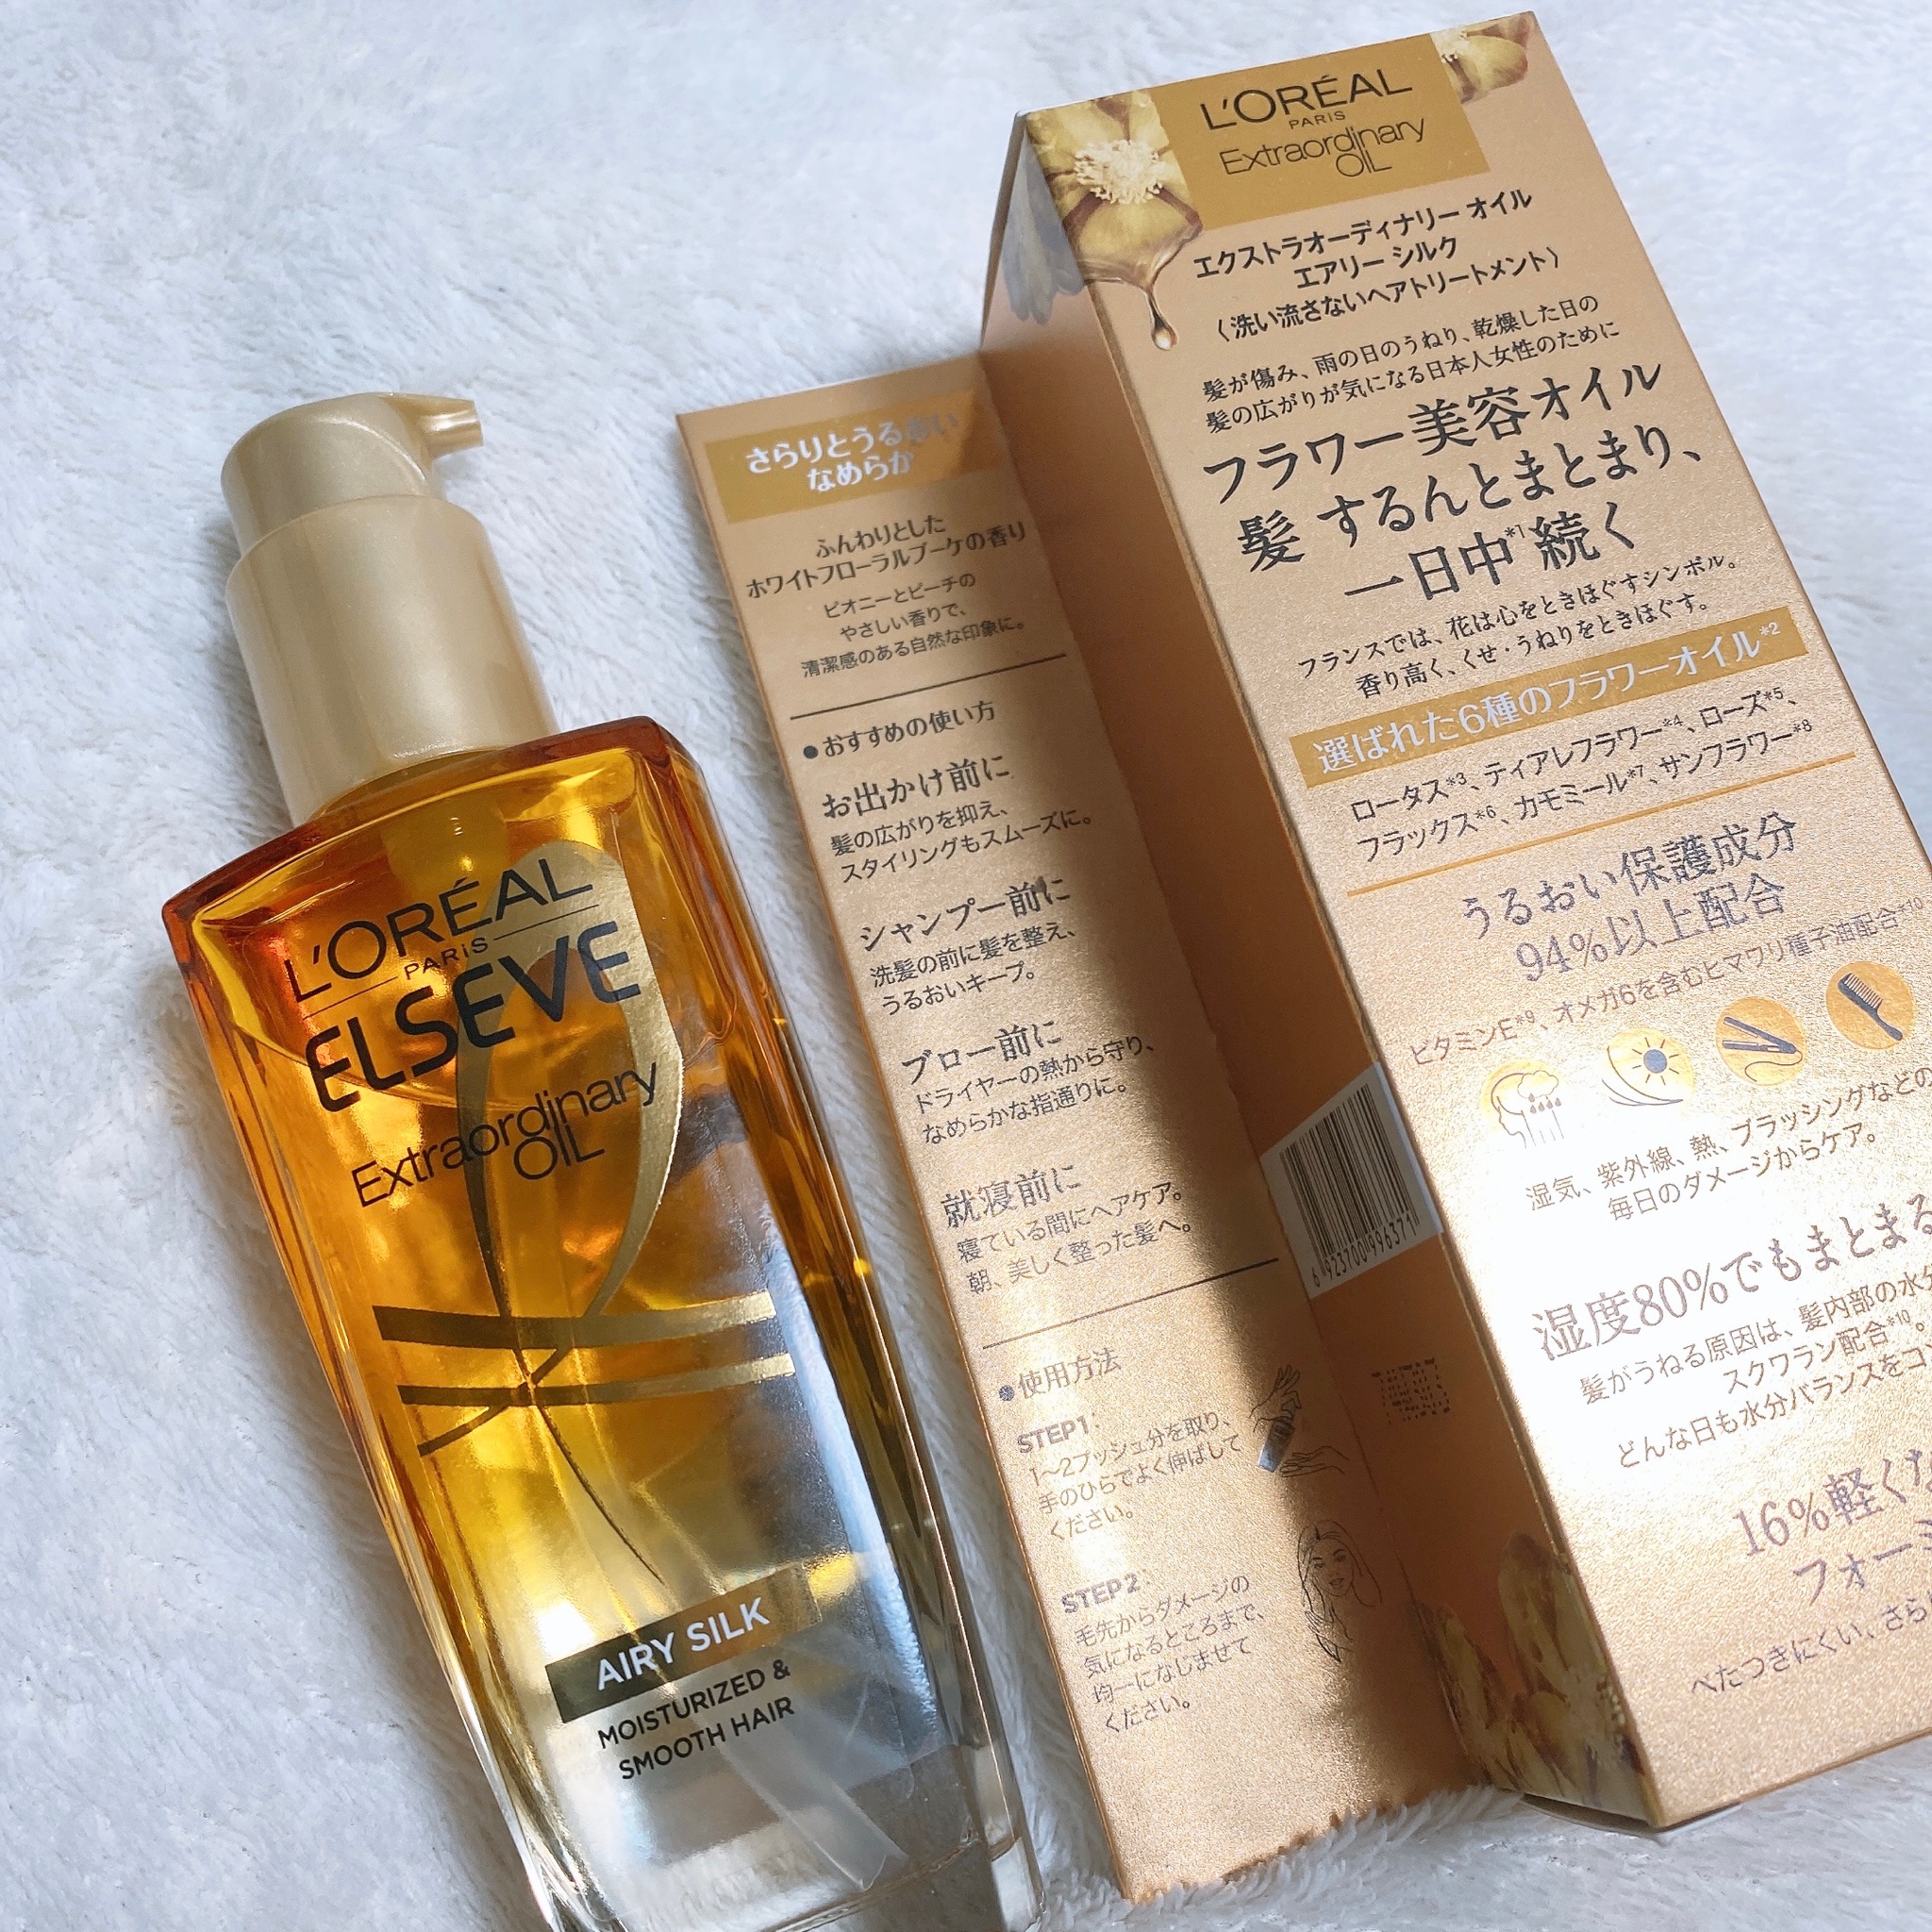 L'ORÉAL
PARIS
ELSEVE
Extraordinary
OIL
AIRY SILK
MOISTURIZED &
SMOOTH HAIR
さらりとうるおい
なめらか
ふんわりとした
ホワイトフローラルブーケの香り
ピオニーとピーチの
やさしい香りで、
清潔感のある自然な印象に。
●おすすめの使い方
お出かけ前に
髪の広がりを抑え、
スタイリングもスムーズに。
シャンプー前に
洗髪の前に髪を整え、
うるおいキープ。
ブロー前に
ドライヤーの熱から守り、
なめらかな指通りに。
就寝前に
寝ている間にヘアケア。
朝、美しく整った髪へ。
●使用方法
STEP1:
1〜2プッシュ分を取り、
手のひらでよく伸ばして
ください。
STEP2:
毛先からダメージの
気になるところまで、
均一になじませて
ください。
6 923700 996371
L'ORÉAL
PARIS
Extraordinary
OIL
エクストラオーディナリー オイル
エアリー シルク
〈洗い流さないヘアトリートメント〉
髪が傷み、雨の日のうねり、乾燥した日の
髪の広がりが気になる日本人女性のために
フラワー美容オイル
髪 するんとまとまり、
一日中*1 続く
フランスでは、花は心をときほぐすシンボル。
香り高く、くせ・うねりをときほぐす。
選ばれた6種のフラワーオイル*2
ロータス*3、ティアレフラワー*4、ローズ*5、
フラックス*6、カモミール*7、サンフラワー*8
うるおい保護成分
94%以上配合
ビタミンE*9、オメガ6を含むヒマワリ種子油配合*10
湿気、紫外線、熱、ブラッシングなどの
毎日のダメージからケア。
湿度80%でもまとまる
髪がうねる原因は、髪内部の水分
スクワラン配合*10。
どんな日も水分バランスをコン
16%軽くな
フォーミ
べたつきにくい、さら